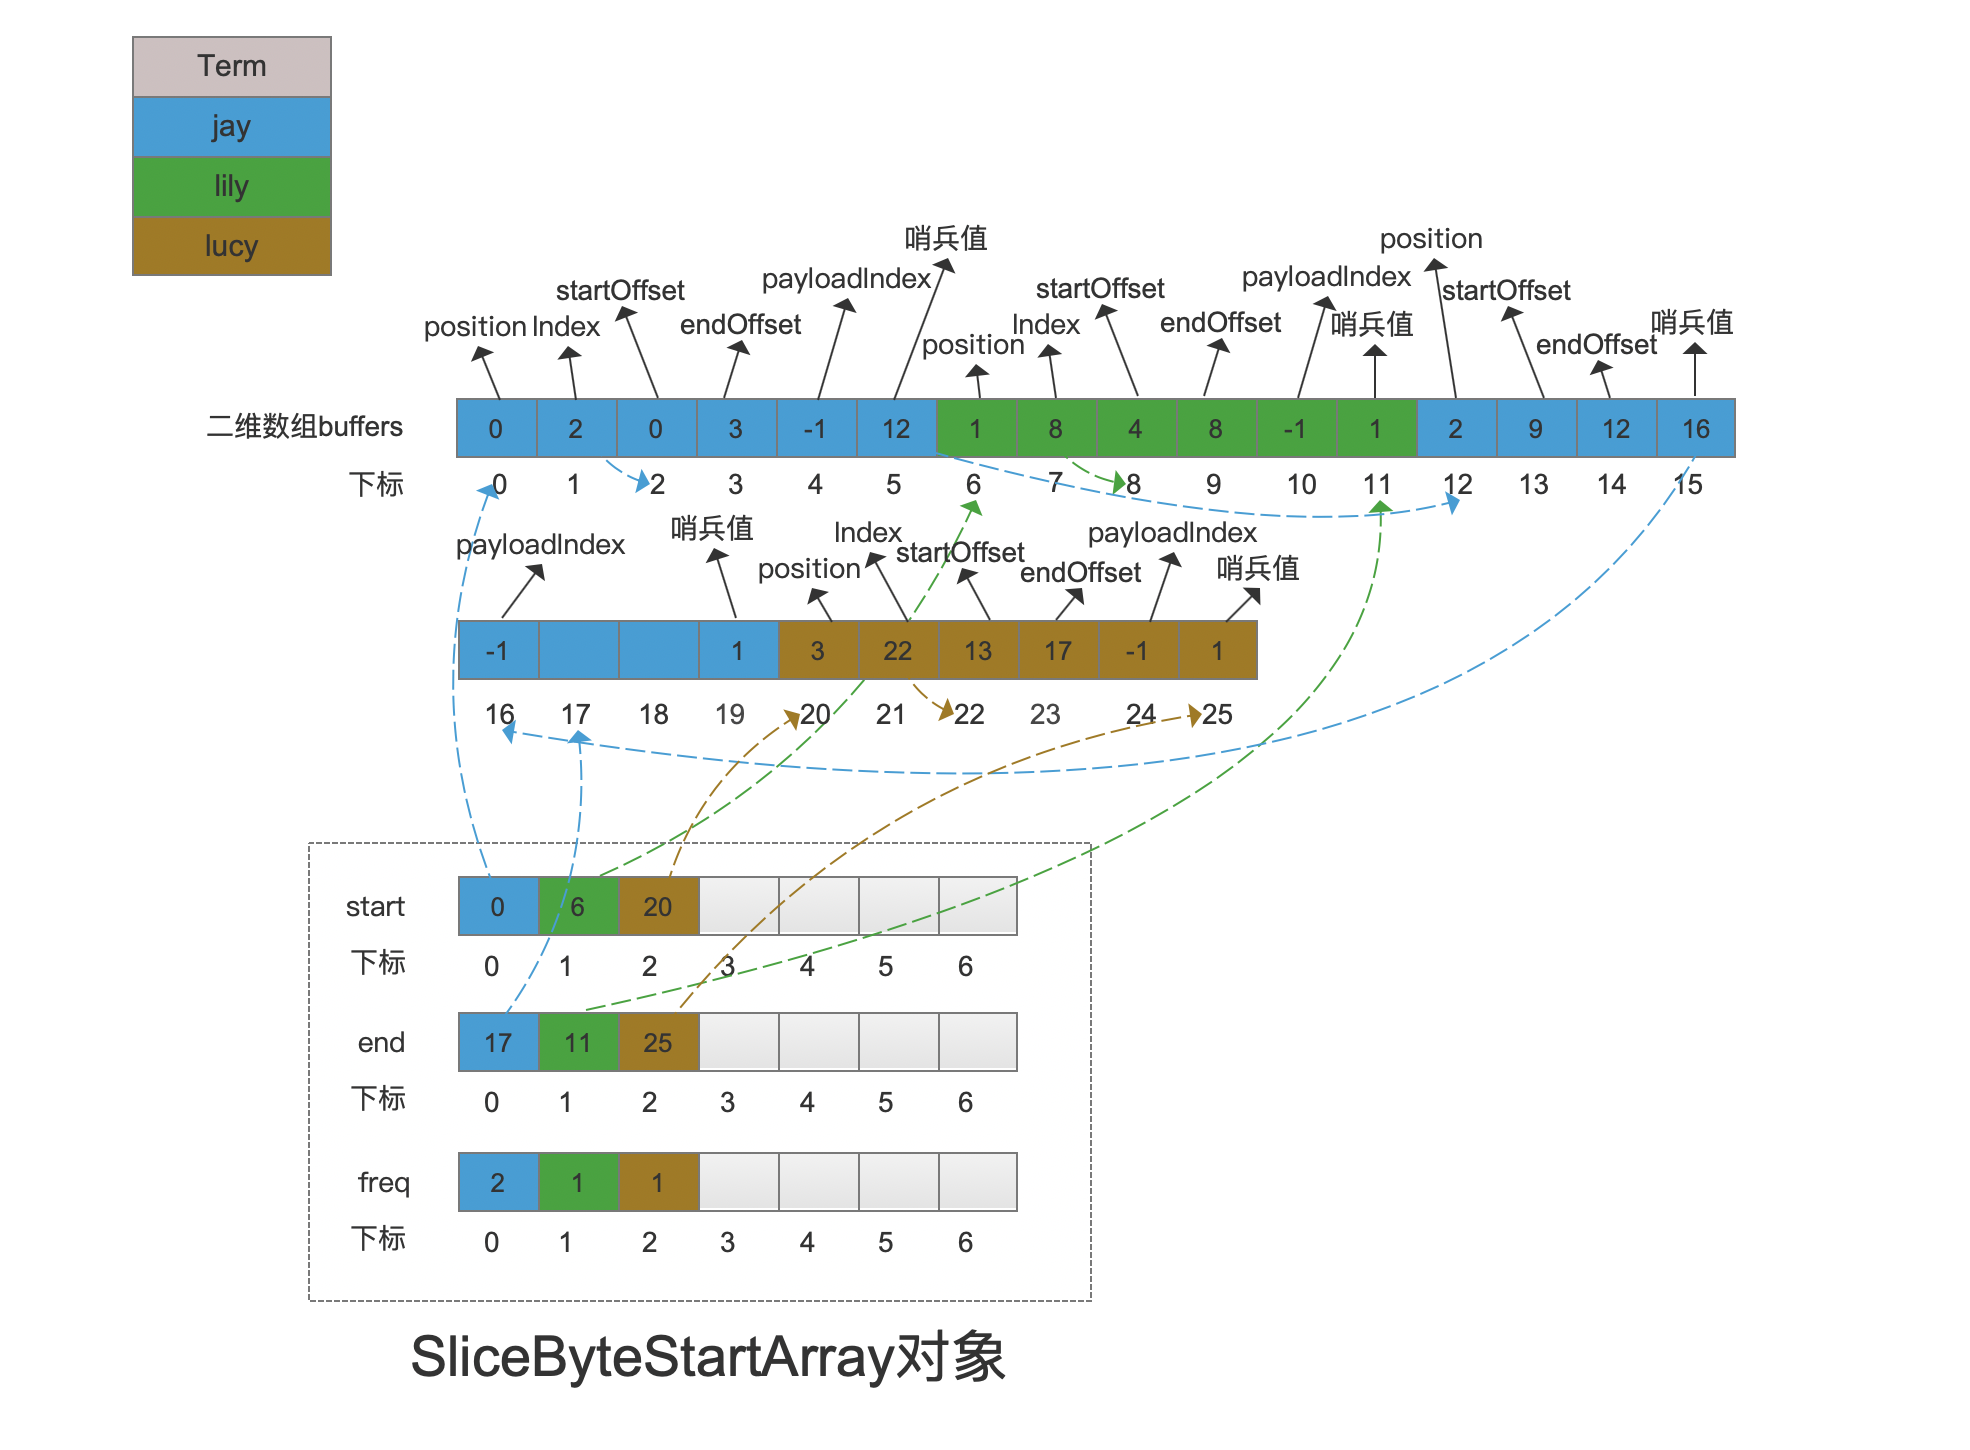 Term
jay
lily
lucy
哨兵值 position
payloadIndex payloadIndex
startOffset startOffset startOffset
position Index endOffset Index endOffset 哨兵值 哨兵值
position endOffset
二维数组buffers 0 2 0 3 -1 12 1 8 4 8 -1 1 2 9 12 16
下标 0 1 2 3 4 5 6 7 8 9 10 11 12 13 14 15
payloadIndex 哨兵值 Index startOffset payloadIndex
position endOffset 哨兵值
-1 1 3 22 13 17 -1 1
16 17 18 19 20 21 22 23 24 25
start 0 6 20
下标 0 1 2 3 4 5 6
end 17 11 25
下标 0 1 2 3 4 5 6
freq 2 1 1
下标 0 1 2 3 4 5 6
SliceByteStartArray对象